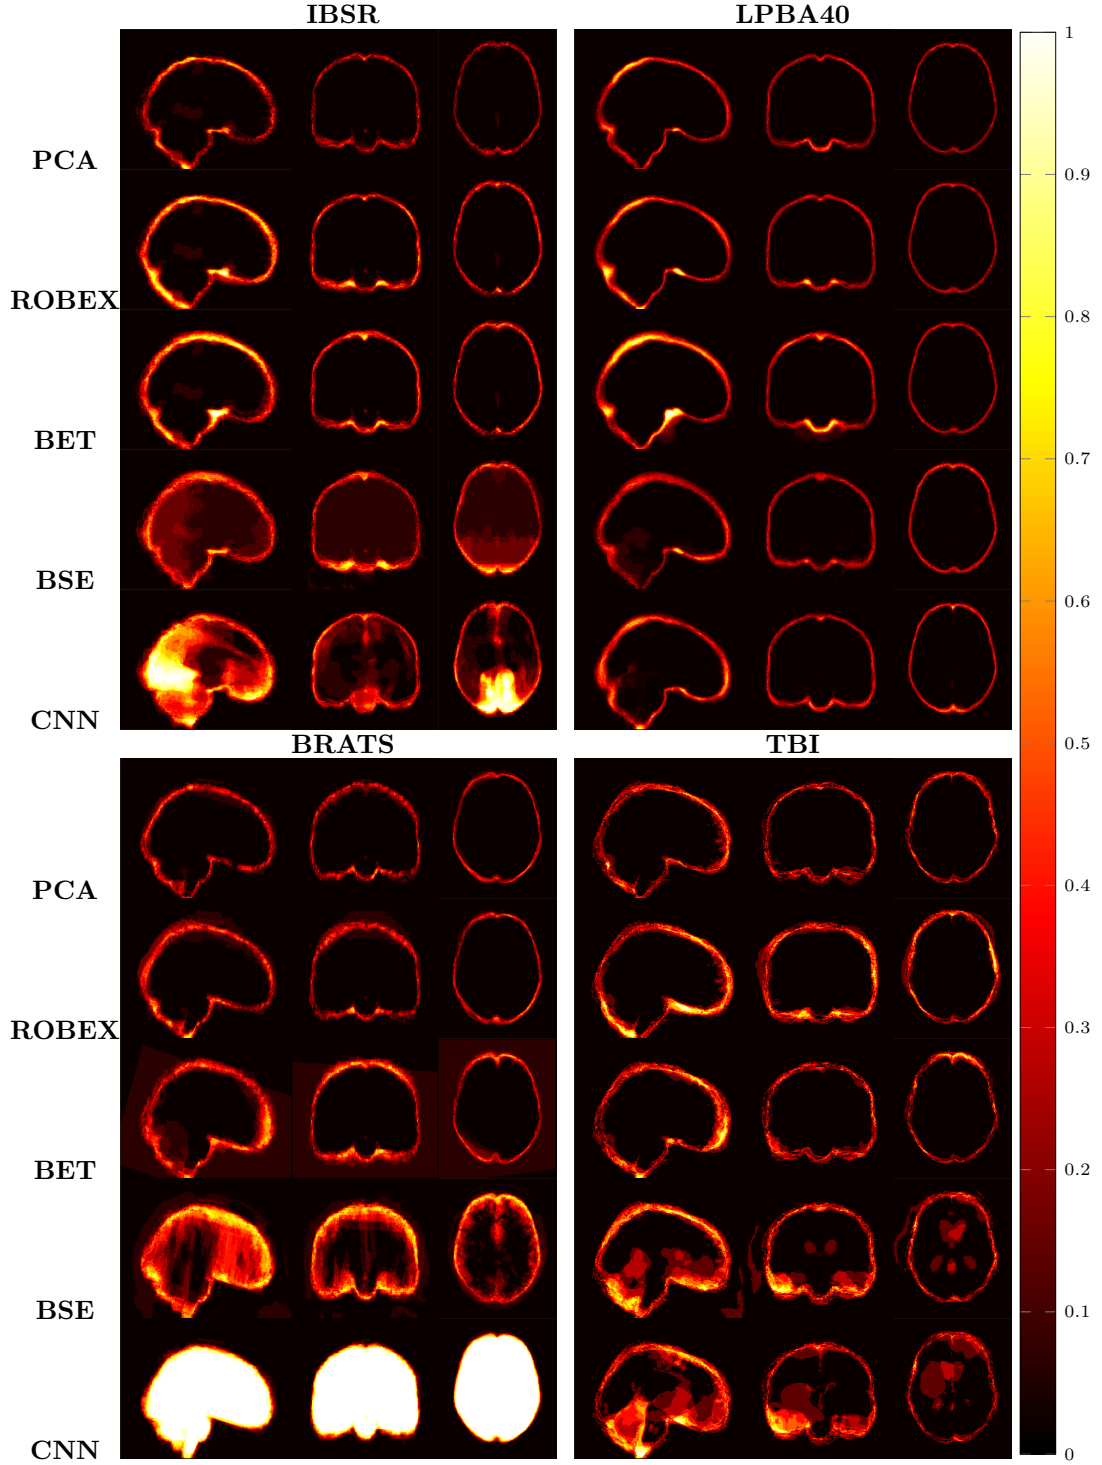 IBSR
LPBA40
PCA
ROBEX
BET
BSE
CNN
BRATS
TBI
PCA
ROBEX
BET
BSE
CNN
1
0.9
0.8
0.7
0.6
0.5
0.4
0.3
0.2
0.1
0